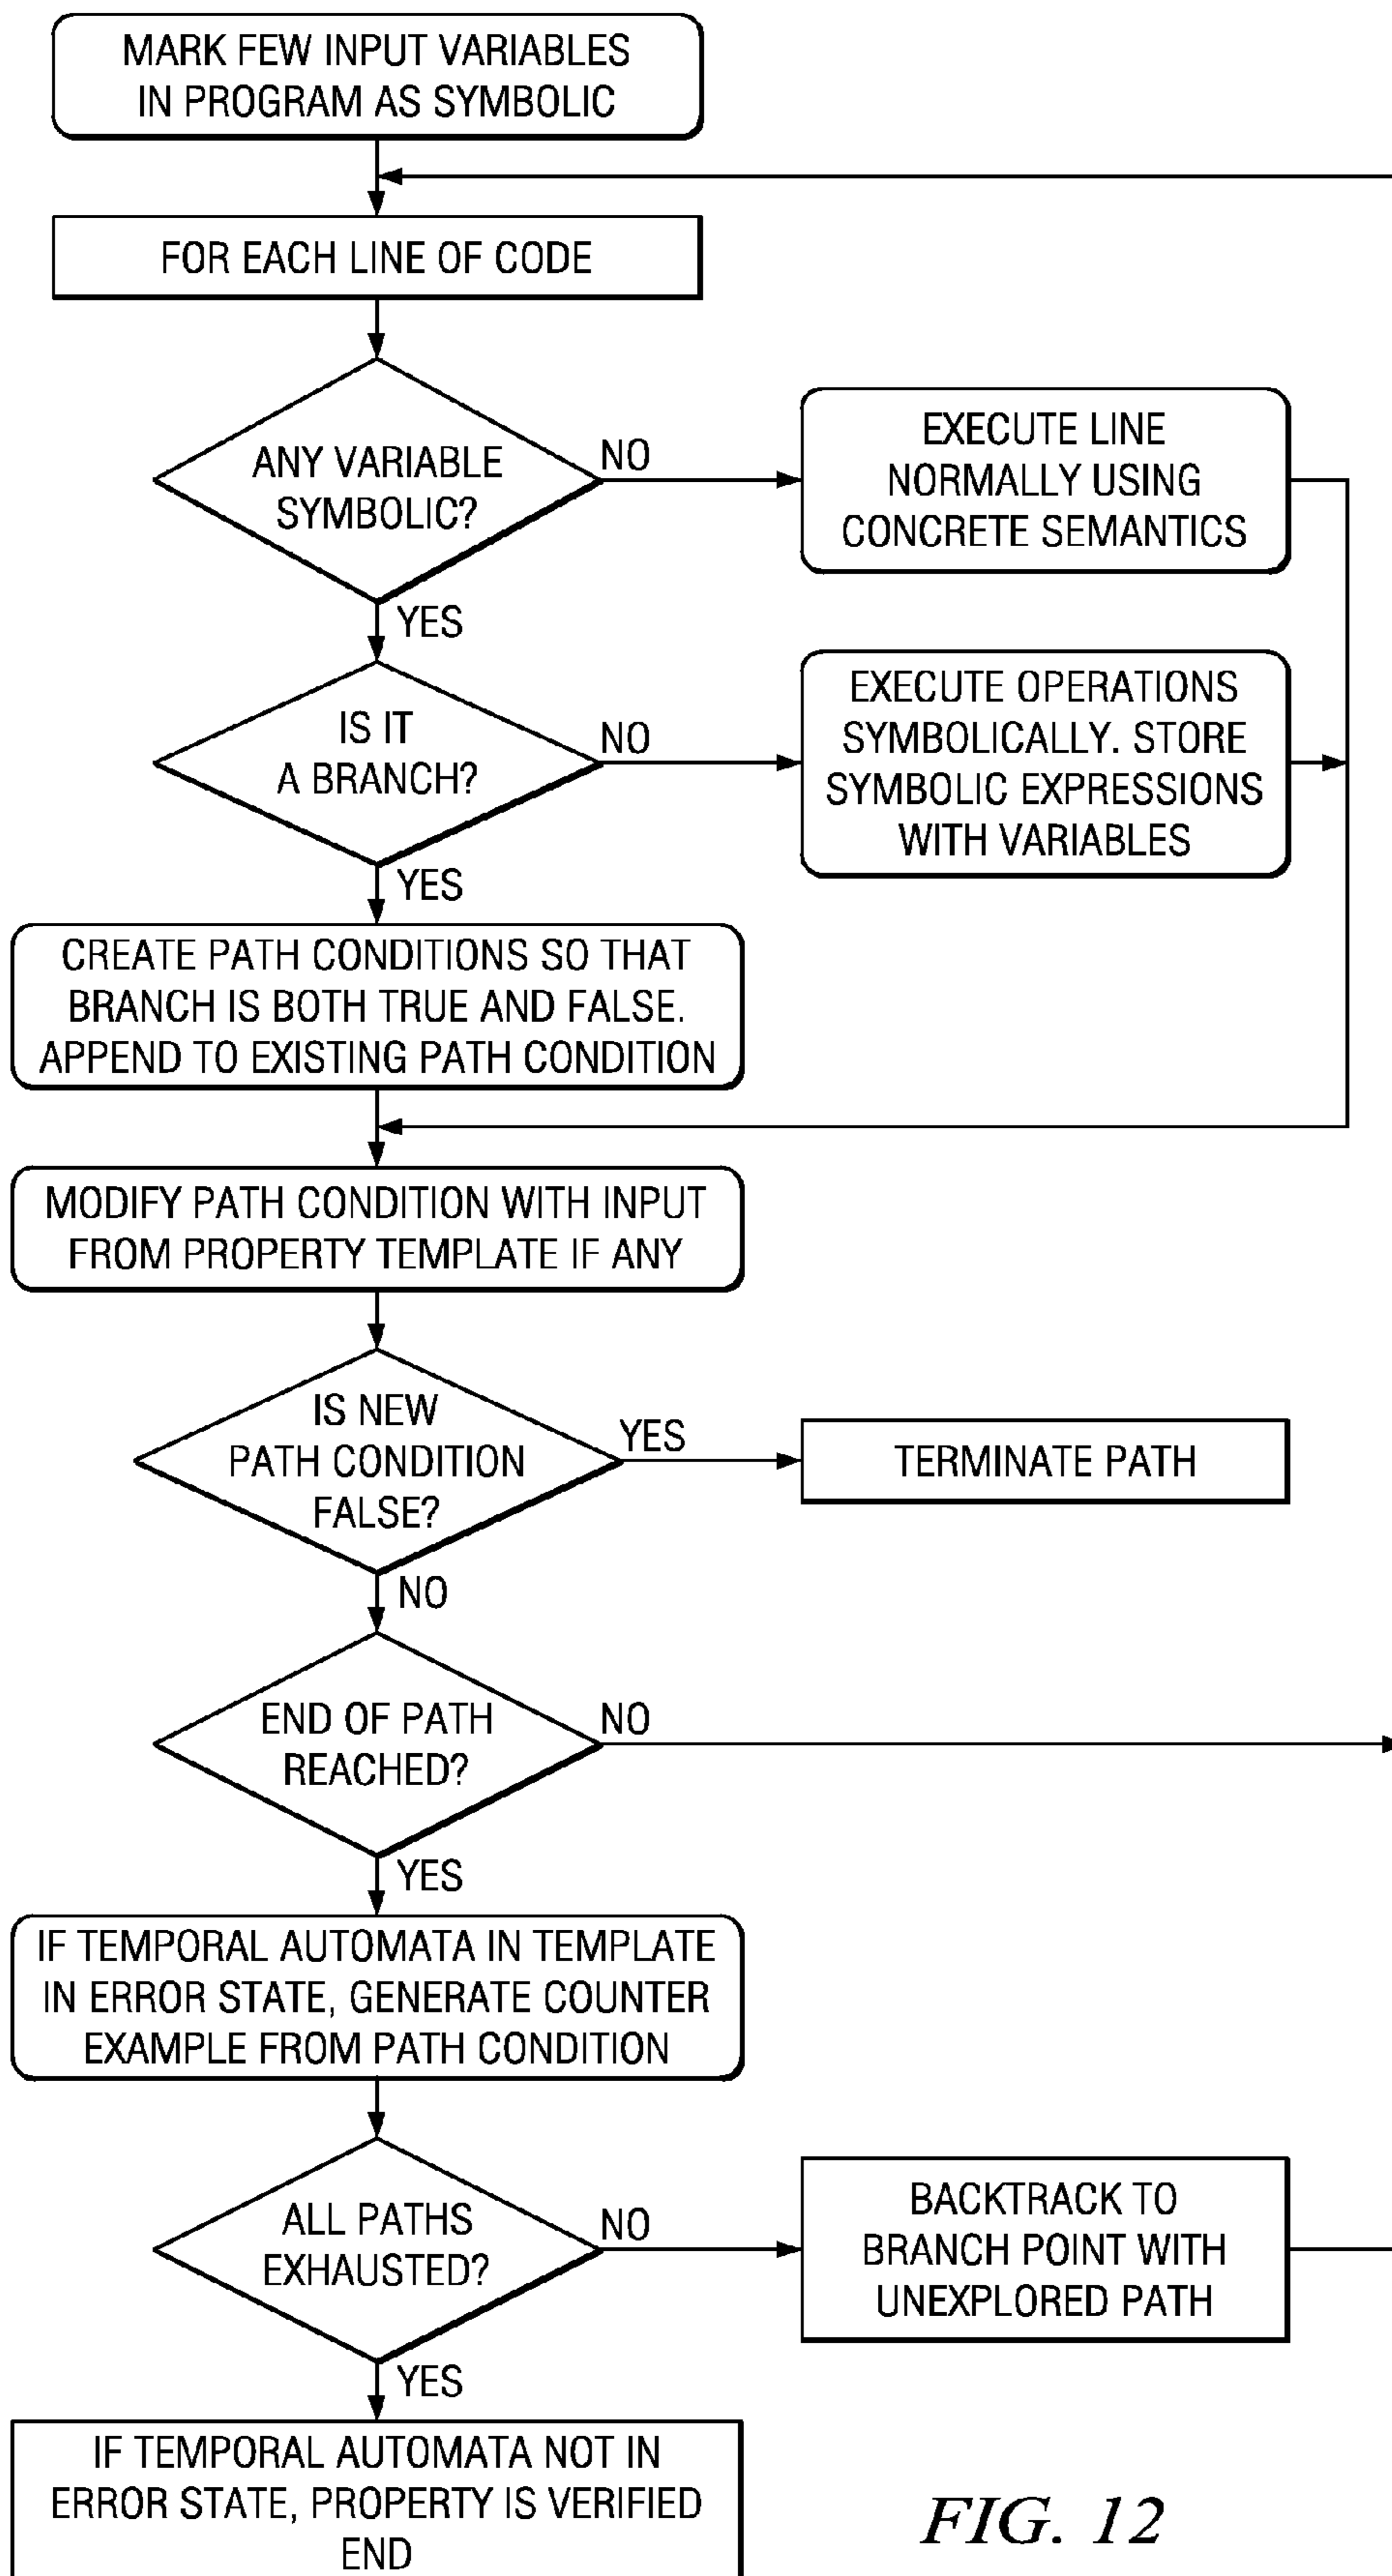 MARK FEW INPUT VARIABLES
IN PROGRAM AS SYMBOLIC
FOR EACH LINE OF CODE
ANY VARIABLE
SYMBOLIC?
NO
EXECUTE LINE
NORMALLY USING
CONCRETE SEMANTICS
YES
IS IT
A BRANCH?
NO
EXECUTE OPERATIONS
SYMBOLICALLY. STORE
SYMBOLIC EXPRESSIONS
WITH VARIABLES
YES
CREATE PATH CONDITIONS SO THAT
BRANCH IS BOTH TRUE AND FALSE.
APPEND TO EXISTING PATH CONDITION
MODIFY PATH CONDITION WITH INPUT
FROM PROPERTY TEMPLATE IF ANY
IS NEW
PATH CONDITION
FALSE?
YES
TERMINATE PATH
NO
END OF PATH
REACHED?
NO
YES
IF TEMPORAL AUTOMATA IN TEMPLATE
IN ERROR STATE, GENERATE COUNTER
EXAMPLE FROM PATH CONDITION
ALL PATHS
EXHAUSTED?
NO
BACKTRACK TO
BRANCH POINT WITH
UNEXPLORED PATH
YES
IF TEMPORAL AUTOMATA NOT IN
ERROR STATE, PROPERTY IS VERIFIED
END
FIG. 12